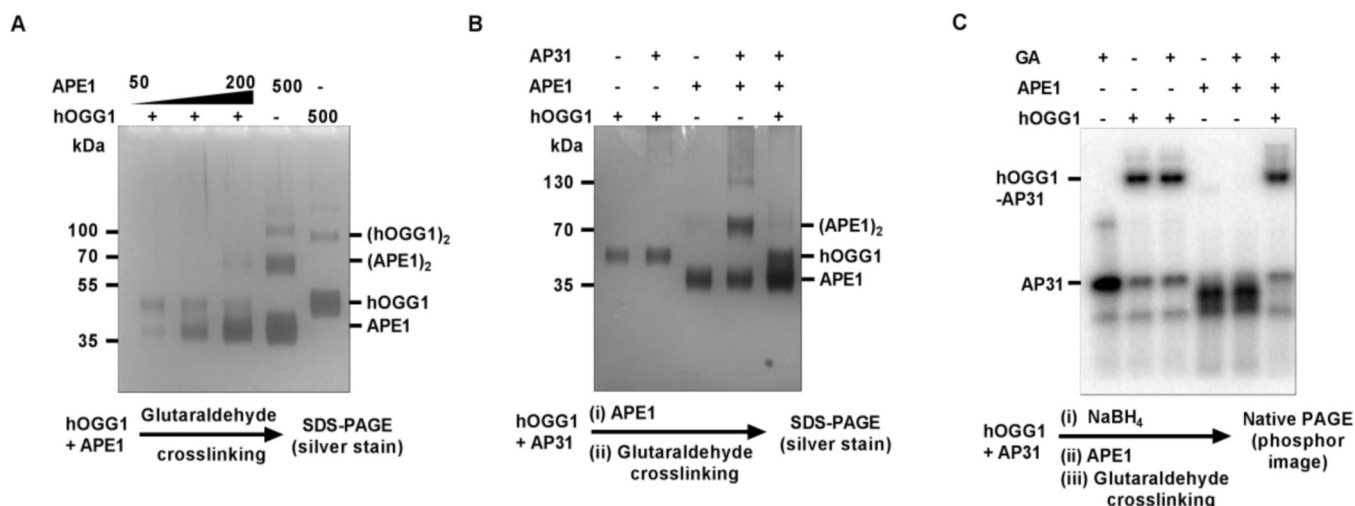 A
APE1 50 200 500 -
hOGG1 + + + - 500
kDa
100
70
55
35
(hOGG1)2
(APE1)2
hOGG1
APE1
hOGG1
+ APE1
Glutaraldehyde
crosslinking
SDS-PAGE
(silver stain)
B
AP31 - + - + +
APE1 - - + + +
hOGG1 + + - - +
kDa
130
70
35
(APE1)2
hOGG1
APE1
hOGG1
+ AP31
(i) APE1
(ii) Glutaraldehyde
crosslinking
SDS-PAGE
(silver stain)
C
GA + - + - + +
APE1 - - - + + +
hOGG1 - + + - - +
hOGG1
-AP31
AP31
hOGG1
+ AP31
(i) NaBH4
(ii) APE1
(iii) Glutaraldehyde
crosslinking
Native PAGE
(phosphor
image)